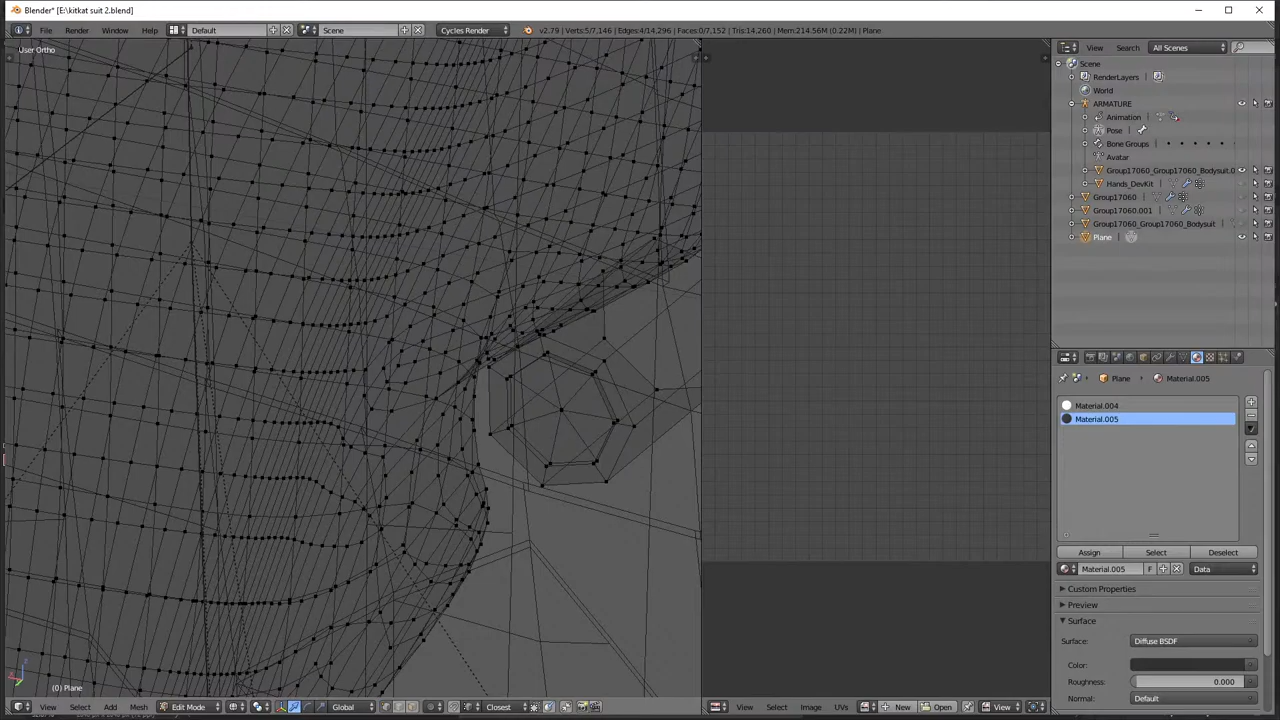 Blender* [E:\kitkat suit 2.blend]
File Render Window Help Default Scene Cycles Render v2.79 | Verts:5/7,146 | Edges:4/14,296 | Faces:0/7,152 | Tris:14,260 | Mem:214.56M (0.22M) | Plane
View Search All Scenes
User Ortho
Scene
RenderLayers
World
ARMATURE
Animation
Pose
Bone Groups
Avatar
Group17060_Group17060_Bodysuit.0
Hands_DevKit
Group17060
Group17060.001
Group17060_Group17060_Bodysuit
Plane
Plane Material.005
Material.004
Material.005
Assign Select Deselect
Material.005 F Data
Custom Properties
Preview
Surface
Surface: Diffuse BSDF
Color:
Roughness: 0.000
Normal: Default
(0) Plane
View Select Add Mesh Edit Mode Global Closest
View Select Image UVs New Open View